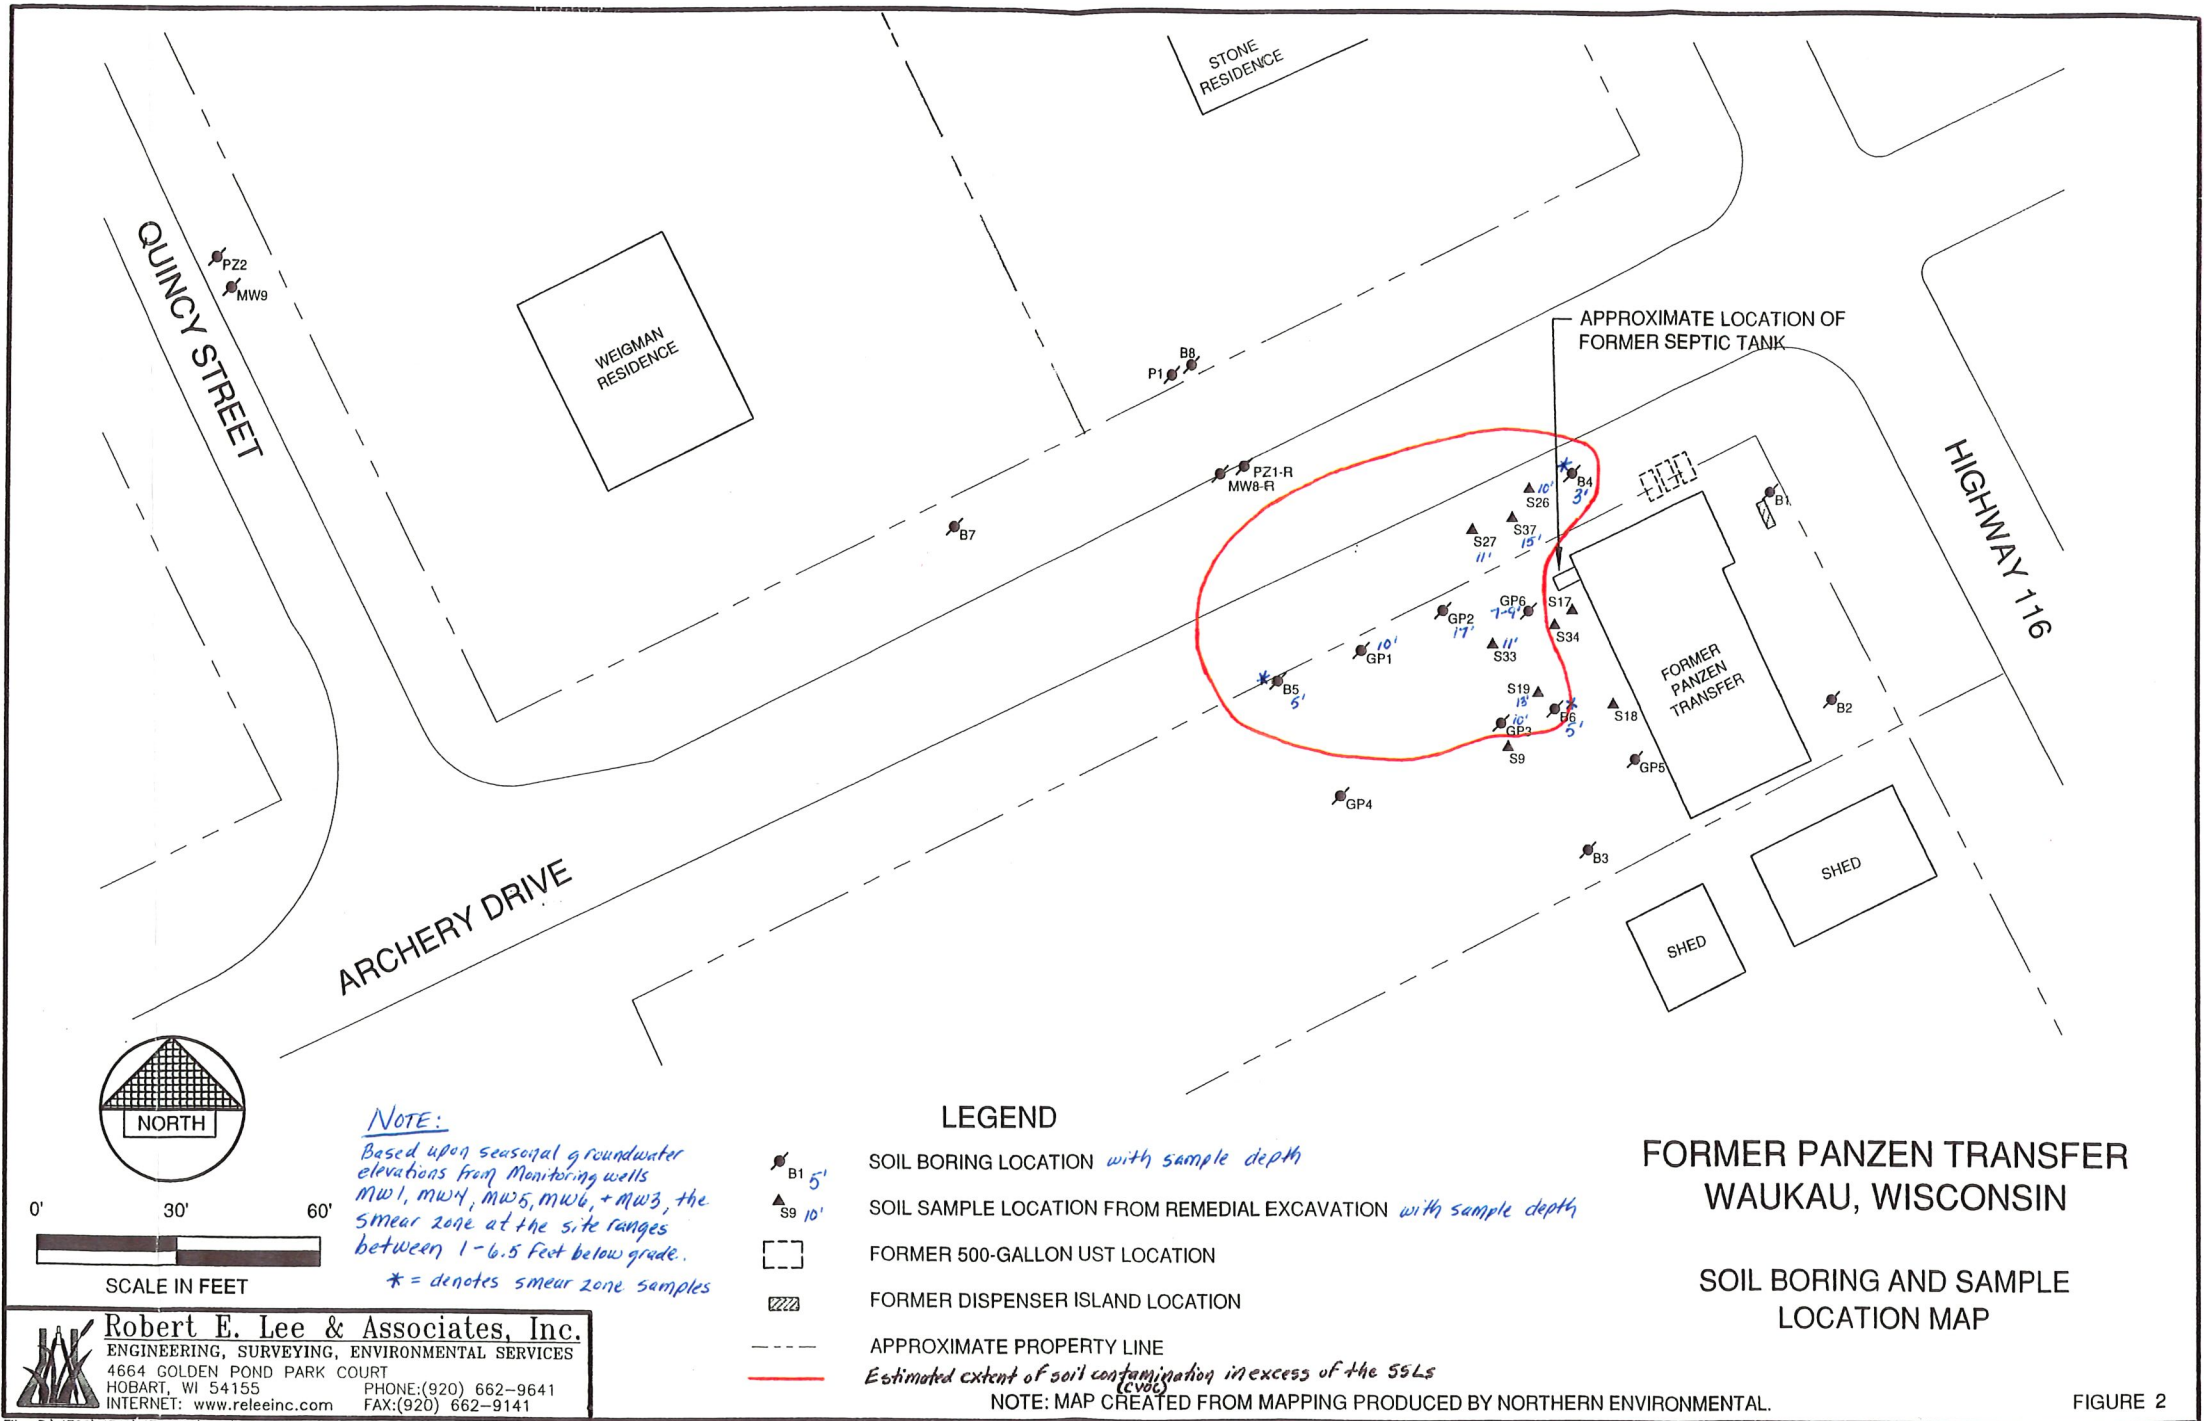 STONE
RESIDENCE
QUINCY STREET
PZ2
MW9
WEIGMAN
RESIDENCE
APPROXIMATE LOCATION OF
FORMER SEPTIC TANK
B8
P1
PZ1-R
MW8-R
B7
*
B4
3'
10'
S26
S37
15'
S27
11'
B1
HIGHWAY 116
GP6
7-9'
S17
S34
GP2
17'
11'
S33
10'
GP1
*
B5
5'
S19
13'
*
B6
5'
10'
GP3
S9
S18
GP5
FORMER
PANZEN
TRANSFER
B2
GP4
B3
SHED
SHED
ARCHERY DRIVE
NORTH
0' 30' 60'
SCALE IN FEET
NOTE:
Based upon seasonal groundwater
elevations from Monitoring wells
MW1, MW4, MW5, MW6, + MW3, the
smear zone at the site ranges
between 1-6.5 feet below grade.
* = denotes smear zone samples
LEGEND
B1 5' SOIL BORING LOCATION with sample depth
S9 10' SOIL SAMPLE LOCATION FROM REMEDIAL EXCAVATION with sample depth
FORMER 500-GALLON UST LOCATION
FORMER DISPENSER ISLAND LOCATION
APPROXIMATE PROPERTY LINE
Estimated extent of soil contamination in excess of the SSLs
(CVOC)
NOTE: MAP CREATED FROM MAPPING PRODUCED BY NORTHERN ENVIRONMENTAL.
FORMER PANZEN TRANSFER
WAUKAU, WISCONSIN
SOIL BORING AND SAMPLE
LOCATION MAP
FIGURE 2
Robert E. Lee & Associates, Inc.
ENGINEERING, SURVEYING, ENVIRONMENTAL SERVICES
4664 GOLDEN POND PARK COURT
HOBART, WI 54155 PHONE:(920) 662-9641
INTERNET: www.releeinc.com FAX:(920) 662-9141